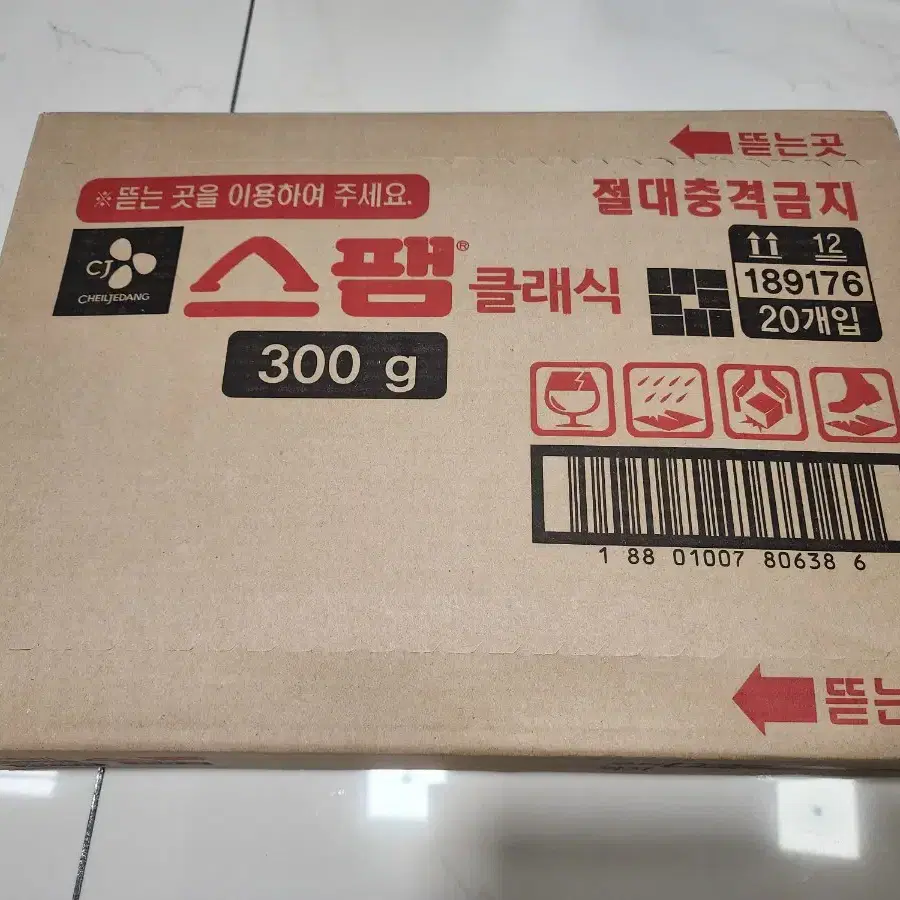 뜯는곳
※뜯는 곳을 이용하여 주세요.
절대충격금지
CJ
CHEILJEDANG
스팸® 클래식
12
189176
20개입
300 g
1 88 01007 80638 6
뜯는